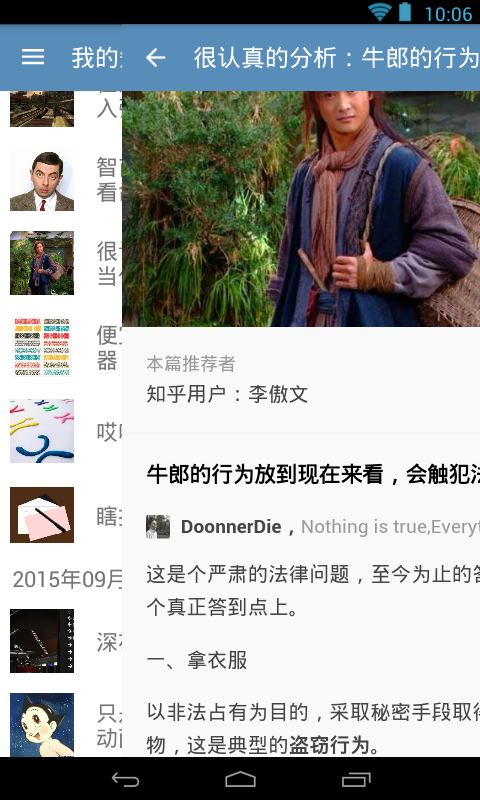 10:06
我的
很认真的分析：牛郎的行为
入
智
看
很
当
便
器
哎
瞎
2015年09月
深
只
动
本篇推荐者
知乎用户：李傲文
牛郎的行为放到现在来看，会触犯
DoonnerDie，Nothing is true,Every
这是个严肃的法律问题，至今为止的
个真正答到点上。
一、拿衣服
以非法占有为目的，采取秘密手段取得
物，这是典型的盗窃行为。